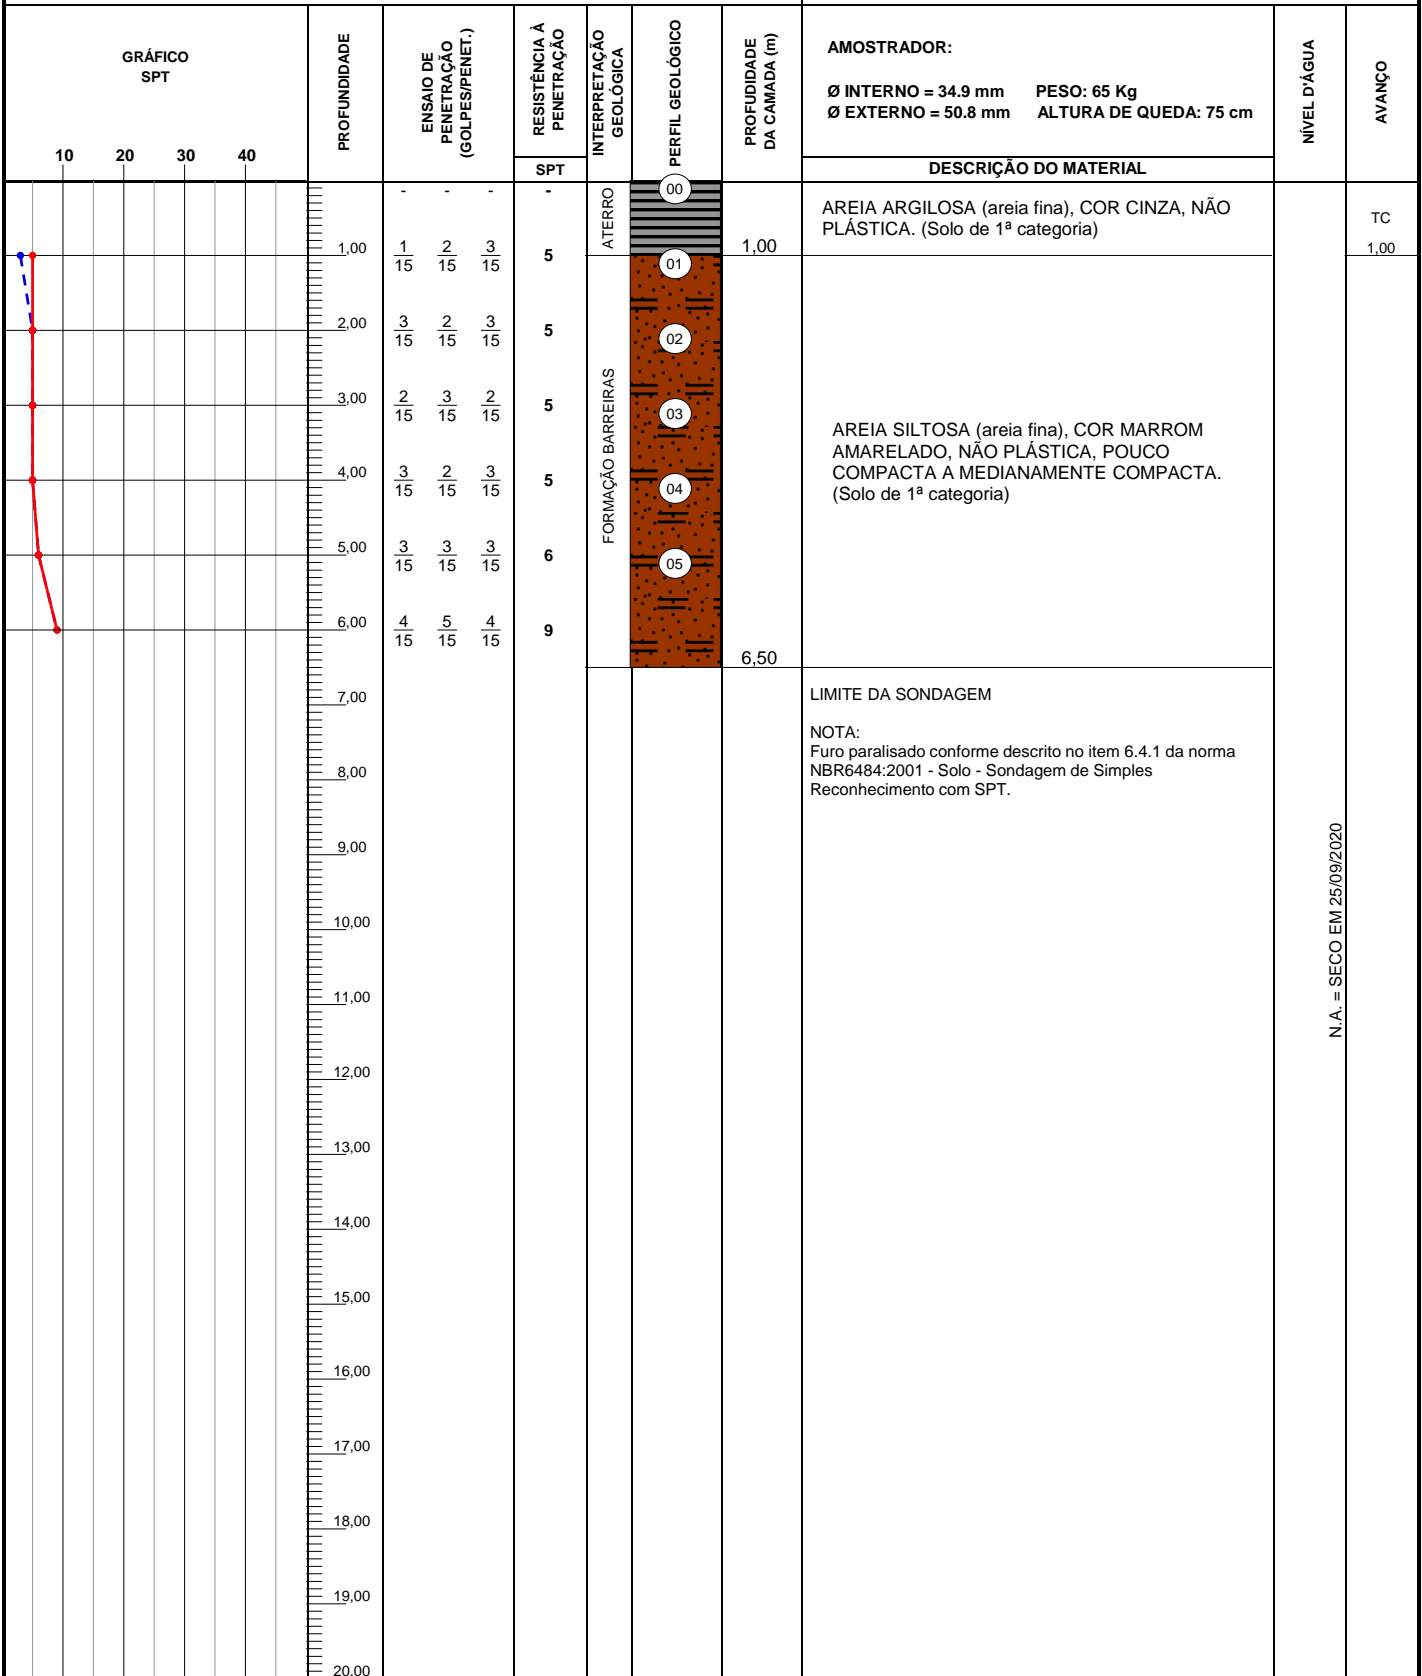 GRÁFICO
SPT
10 20 30 40
PROFUNDIDADE
ENSAIO DE
PENETRAÇÃO
(GOLPES/PENET.)
RESISTÊNCIA À
PENETRAÇÃO
SPT
INTERPRETAÇÃO
GEOLÓGICA
PERFIL GEOLÓGICO
PROFUDIDADE
DA CAMADA (m)
AMOSTRADOR:
Ø INTERNO = 34.9 mm PESO: 65 Kg
Ø EXTERNO = 50.8 mm ALTURA DE QUEDA: 75 cm
DESCRIÇÃO DO MATERIAL
NÍVEL D'ÁGUA
AVANÇO
- - - -
00
ATERRO
AREIA ARGILOSA (areia fina), COR CINZA, NÃO
PLÁSTICA. (Solo de 1ª categoria)
TC
1,00
1,00
1,00 1/15 2/15 3/15 5
01
2,00 3/15 2/15 3/15 5
02
3,00 2/15 3/15 2/15 5
03
4,00 3/15 2/15 3/15 5
04
5,00 3/15 3/15 3/15 6
05
6,00 4/15 5/15 4/15 9
FORMAÇÃO BARREIRAS
6,50
AREIA SILTOSA (areia fina), COR MARROM
AMARELADO, NÃO PLÁSTICA, POUCO
COMPACTA A MEDIANAMENTE COMPACTA.
(Solo de 1ª categoria)
LIMITE DA SONDAGEM
NOTA:
Furo paralisado conforme descrito no item 6.4.1 da norma
NBR6484:2001 - Solo - Sondagem de Simples
Reconhecimento com SPT.
N.A. = SECO EM 25/09/2020
7,00
8,00
9,00
10,00
11,00
12,00
13,00
14,00
15,00
16,00
17,00
18,00
19,00
20,00